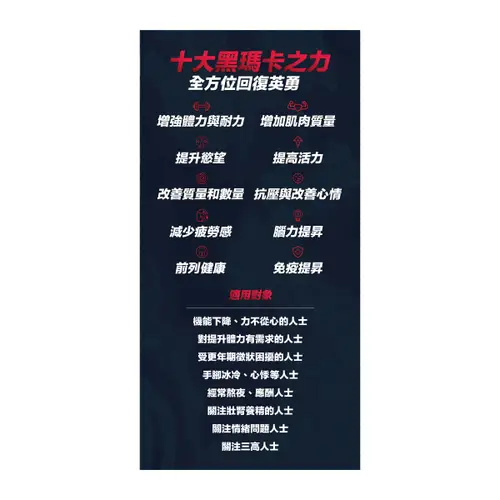 十大黑瑪卡之力
全方位回復英勇
增強體力與耐力 增加肌肉質量
提升慾望 提高活力
改善質量和數量 抗壓與改善心情
減少疲勞感 腦力提昇
前列健康 免疫提昇
適用對象
機能下降、力不從心的人士
對提升體力有需求的人士
受更年期徵狀困擾的人士
手腳冰冷、心悸等人士
經常熬夜、應酬人士
關注壯腎養精的人士
關注情緒問題人士
關注三高人士